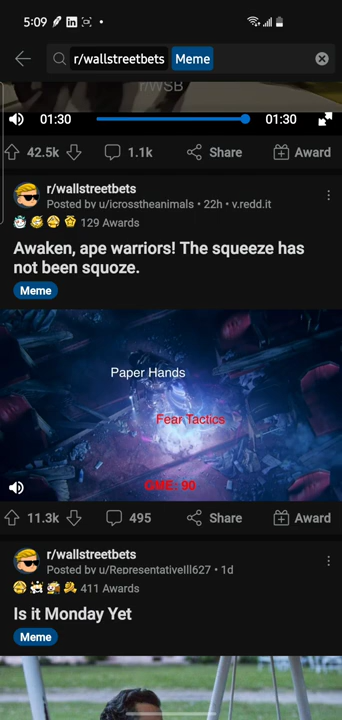 5:09
r/wallstreetbets Meme
r/WSB
01:30 01:30
42.5k 1.1k Share Award
r/wallstreetbets
Posted by u/icrosstheanimals • 22h • v.redd.it
129 Awards
Awaken, ape warriors! The squeeze has
not been squoze.
Meme
Paper Hands
Fear Tactics
GME: 90
11.3k 495 Share Award
r/wallstreetbets
Posted by u/RepresentativeIll627 • 1d
411 Awards
Is it Monday Yet
Meme